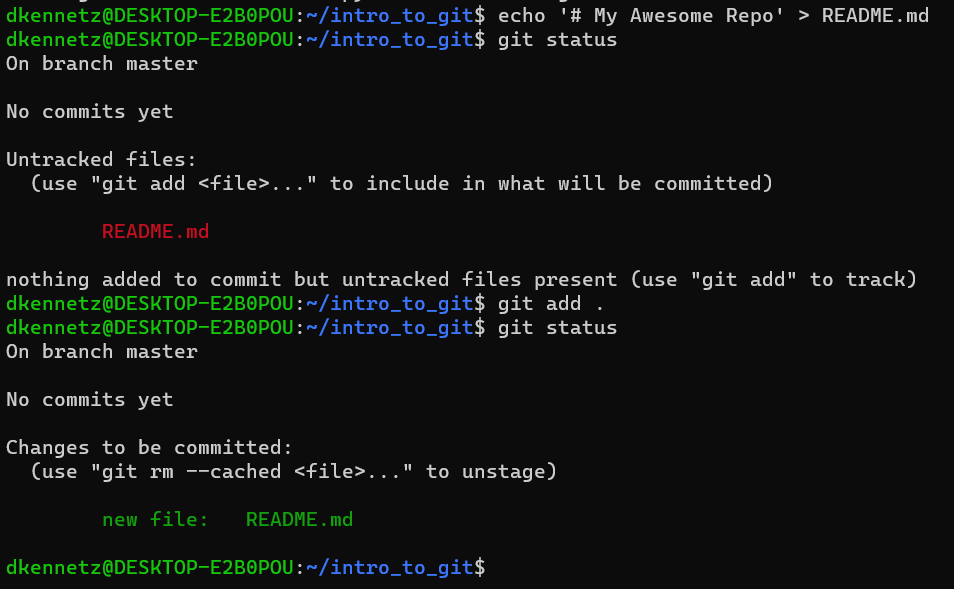 dkennetz@DESKTOP-E2B0POU:~/intro_to_git$ echo '# My Awesome Repo' > README.md
dkennetz@DESKTOP-E2B0POU:~/intro_to_git$ git status
On branch master
No commits yet
Untracked files:
  (use "git add <file>..." to include in what will be committed)
        README.md
nothing added to commit but untracked files present (use "git add" to track)
dkennetz@DESKTOP-E2B0POU:~/intro_to_git$ git add .
dkennetz@DESKTOP-E2B0POU:~/intro_to_git$ git status
On branch master
No commits yet
Changes to be committed:
  (use "git rm --cached <file>..." to unstage)
        new file:   README.md
dkennetz@DESKTOP-E2B0POU:~/intro_to_git$